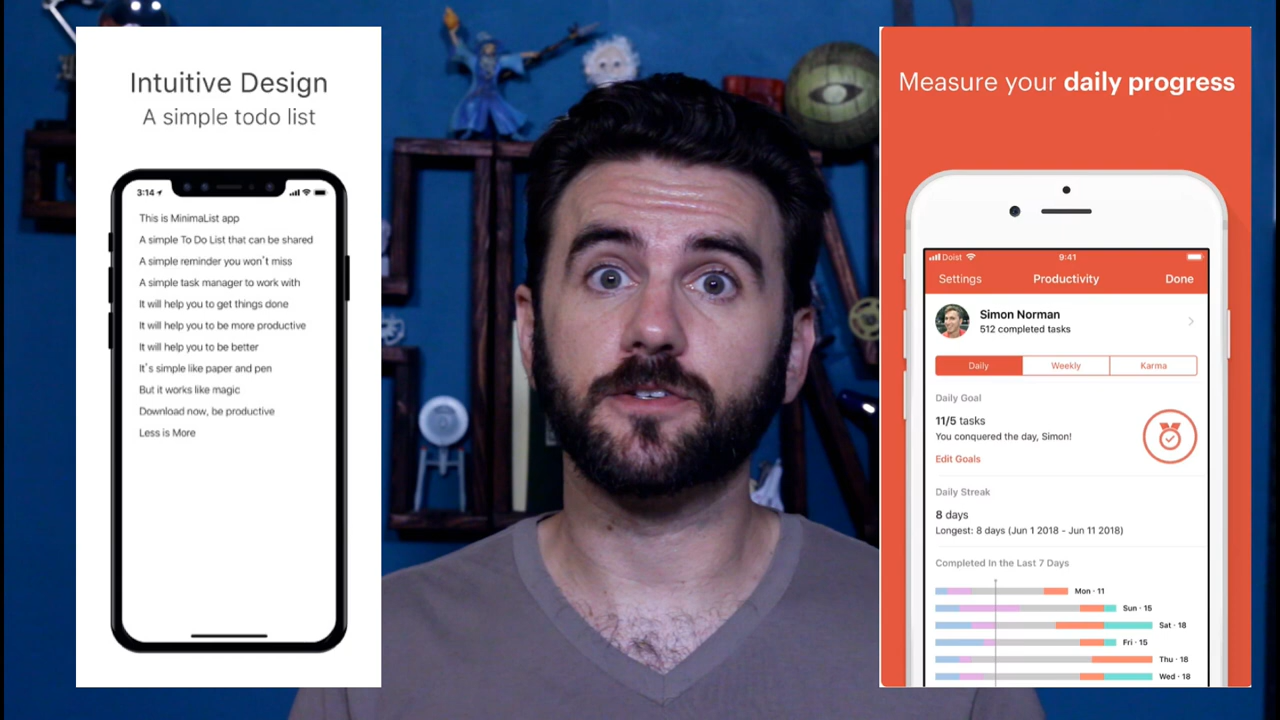 Intuitive Design
A simple todo list
3:14
This is MinimaList app
A simple To Do List that can be shared
A simple reminder you won't miss
A simple task manager to work with
It will help you to get things done
It will help you to be more productive
It will help you to be better
It's simple like paper and pen
But it works like magic
Download now, be productive
Less is More
Measure your daily progress
Doist 9:41
Settings Productivity Done
Simon Norman
512 completed tasks
Daily Weekly Karma
Daily Goal
11/5 tasks
You conquered the day, Simon!
Edit Goals
Daily Streak
8 days
Longest: 8 days (Jun 1 2018 - Jun 11 2018)
Completed In the Last 7 Days
Mon · 11
Sun · 15
Sat · 18
Fri · 15
Thu · 18
Wed · 18